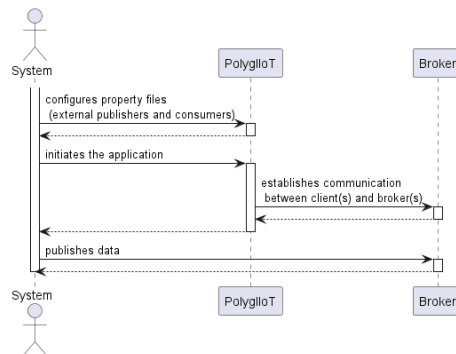 System
PolyglIoT
Broker
configures property files
(external publishers and consumers)
initiates the application
establishes communication
between client(s) and broker(s)
publishes data
System
PolyglIoT
Broker